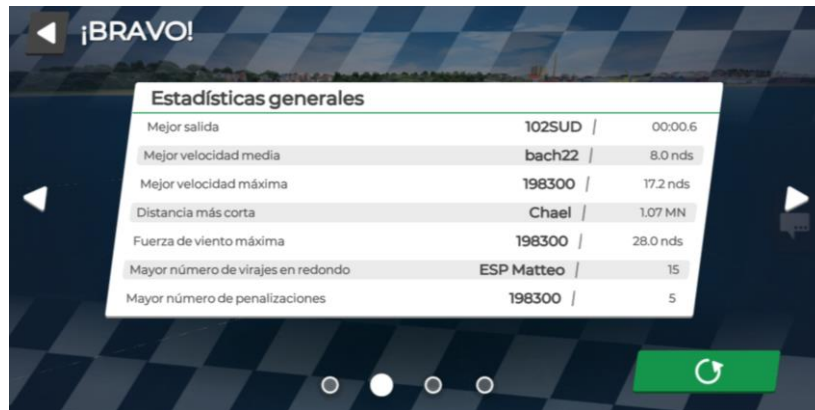 ¡BRAVO!
Estadísticas generales
Mejor salida 102SUD / 00:00.6
Mejor velocidad media bach22 / 8.0 nds
Mejor velocidad máxima 198300 / 17.2 nds
Distancia más corta Chael / 1.07 MN
Fuerza de viento máxima 198300 / 28.0 nds
Mayor número de virajes en redondo ESP Matteo / 15
Mayor número de penalizaciones 198300 / 5